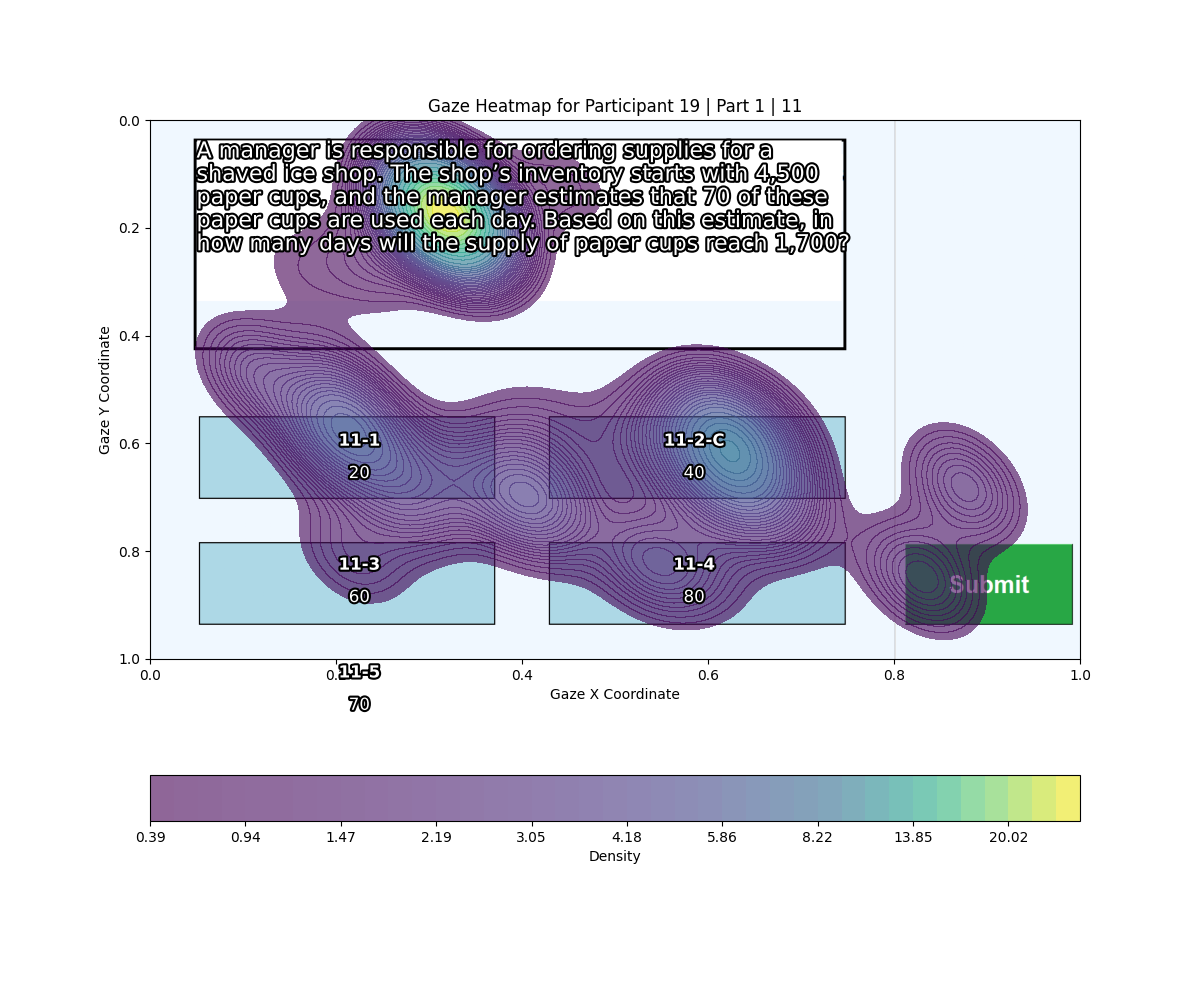 Gaze Heatmap for Participant 19 | Part 1 | 11
A manager is responsible for ordering supplies for a
shaved ice shop. The shop’s inventory starts with 4,500
paper cups, and the manager estimates that 70 of these
paper cups are used each day. Based on this estimate, in
how many days will the supply of paper cups reach 1,700?
0.0
0.2
0.4
0.6
0.8
1.0
Gaze Y Coordinate
11-1
20
11-2-C
40
11-3
60
11-4
80
Submit
0.0
0.2
0.4
0.6
0.8
1.0
11-5
70
Gaze X Coordinate
0.39
0.94
1.47
2.19
3.05
4.18
5.86
8.22
13.85
20.02
Density